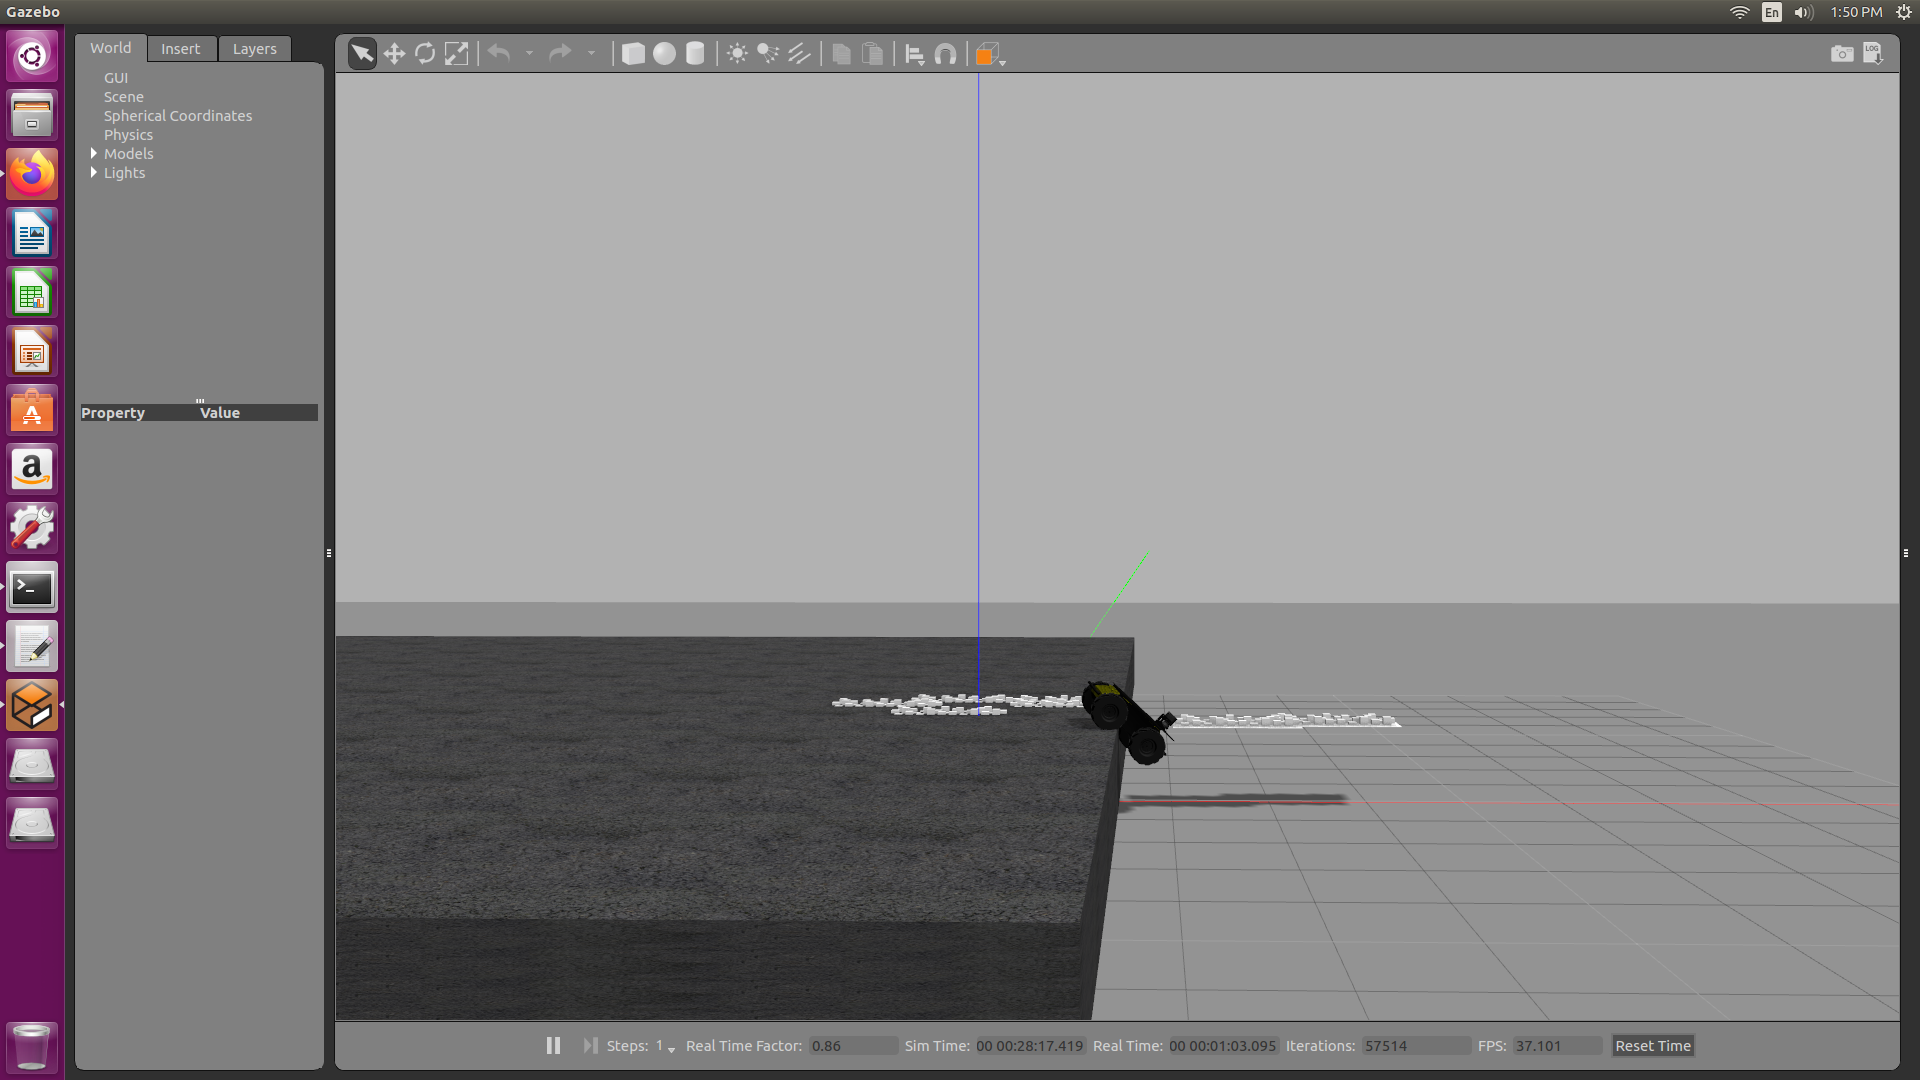 Gazebo
En
1:50 PM
World Insert Layers
GUI
Scene
Spherical Coordinates
Physics
Models
Lights
Property Value
LOG
Steps: 1 Real Time Factor: 0.86 Sim Time: 00 00:28:17.419 Real Time: 00 00:01:03.095 Iterations: 57514 FPS: 37.101 Reset Time